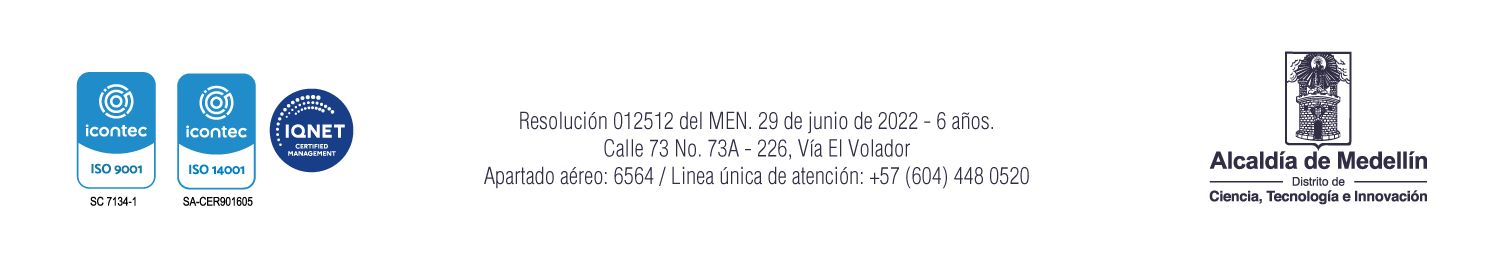 icontec
ISO 9001
SC 7134-1
icontec
ISO 14001
SA-CER901605
IQNET
CERTIFIED
MANAGEMENT
Resolución 012512 del MEN. 29 de junio de 2022 - 6 años.
Calle 73 No. 73A - 226, Vía El Volador
Apartado aéreo: 6564 / Linea única de atención: +57 (604) 448 0520
Alcaldía de Medellín
Distrito de
Ciencia, Tecnología e Innovación